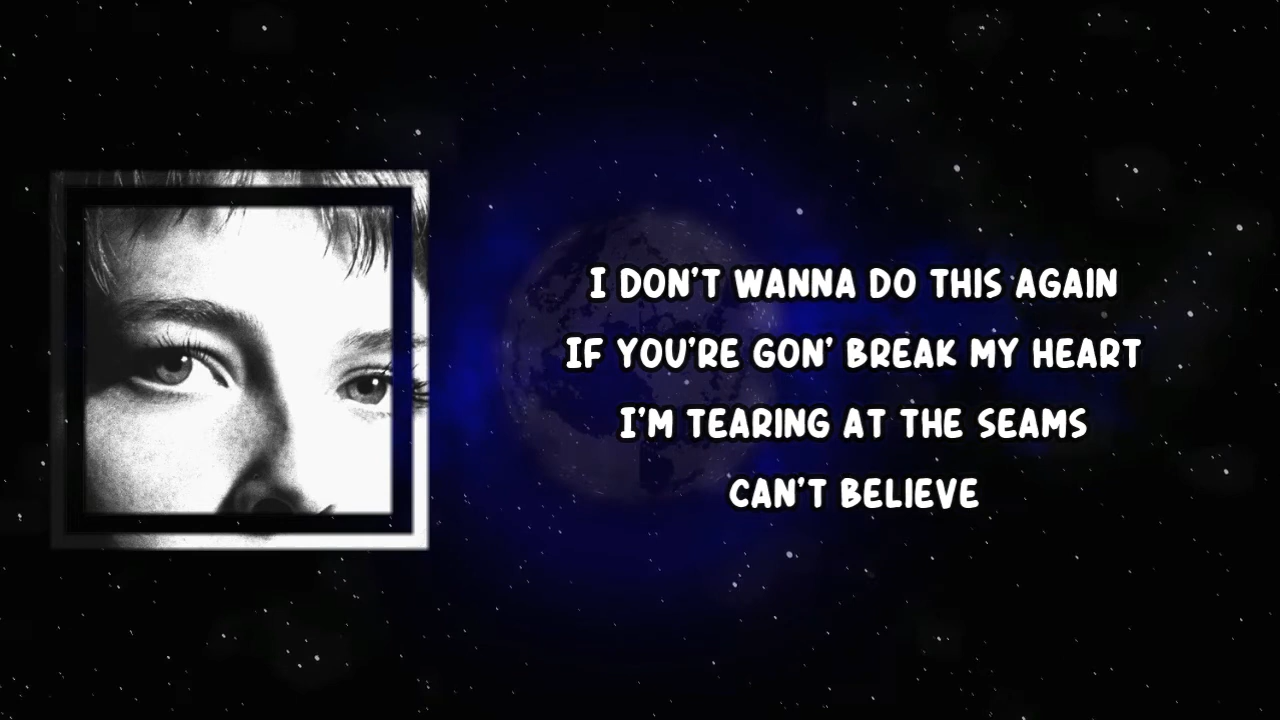 I DON'T WANNA DO THIS AGAIN
IF YOU'RE GON' BREAK MY HEART
I'M TEARING AT THE SEAMS
CAN'T BELIEVE